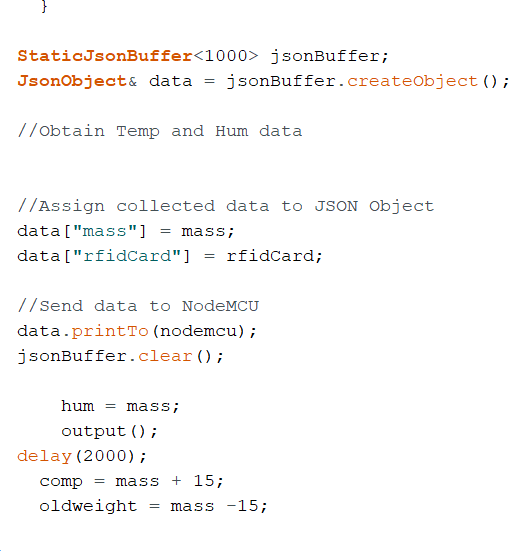 }
StaticJsonBuffer<1000> jsonBuffer;
JsonObject& data = jsonBuffer.createObject();
//Obtain Temp and Hum data
//Assign collected data to JSON Object
data["mass"] = mass;
data["rfidCard"] = rfidCard;
//Send data to NodeMCU
data.printTo(nodemcu);
jsonBuffer.clear();
hum = mass;
output();
delay(2000);
comp = mass + 15;
oldweight = mass -15;